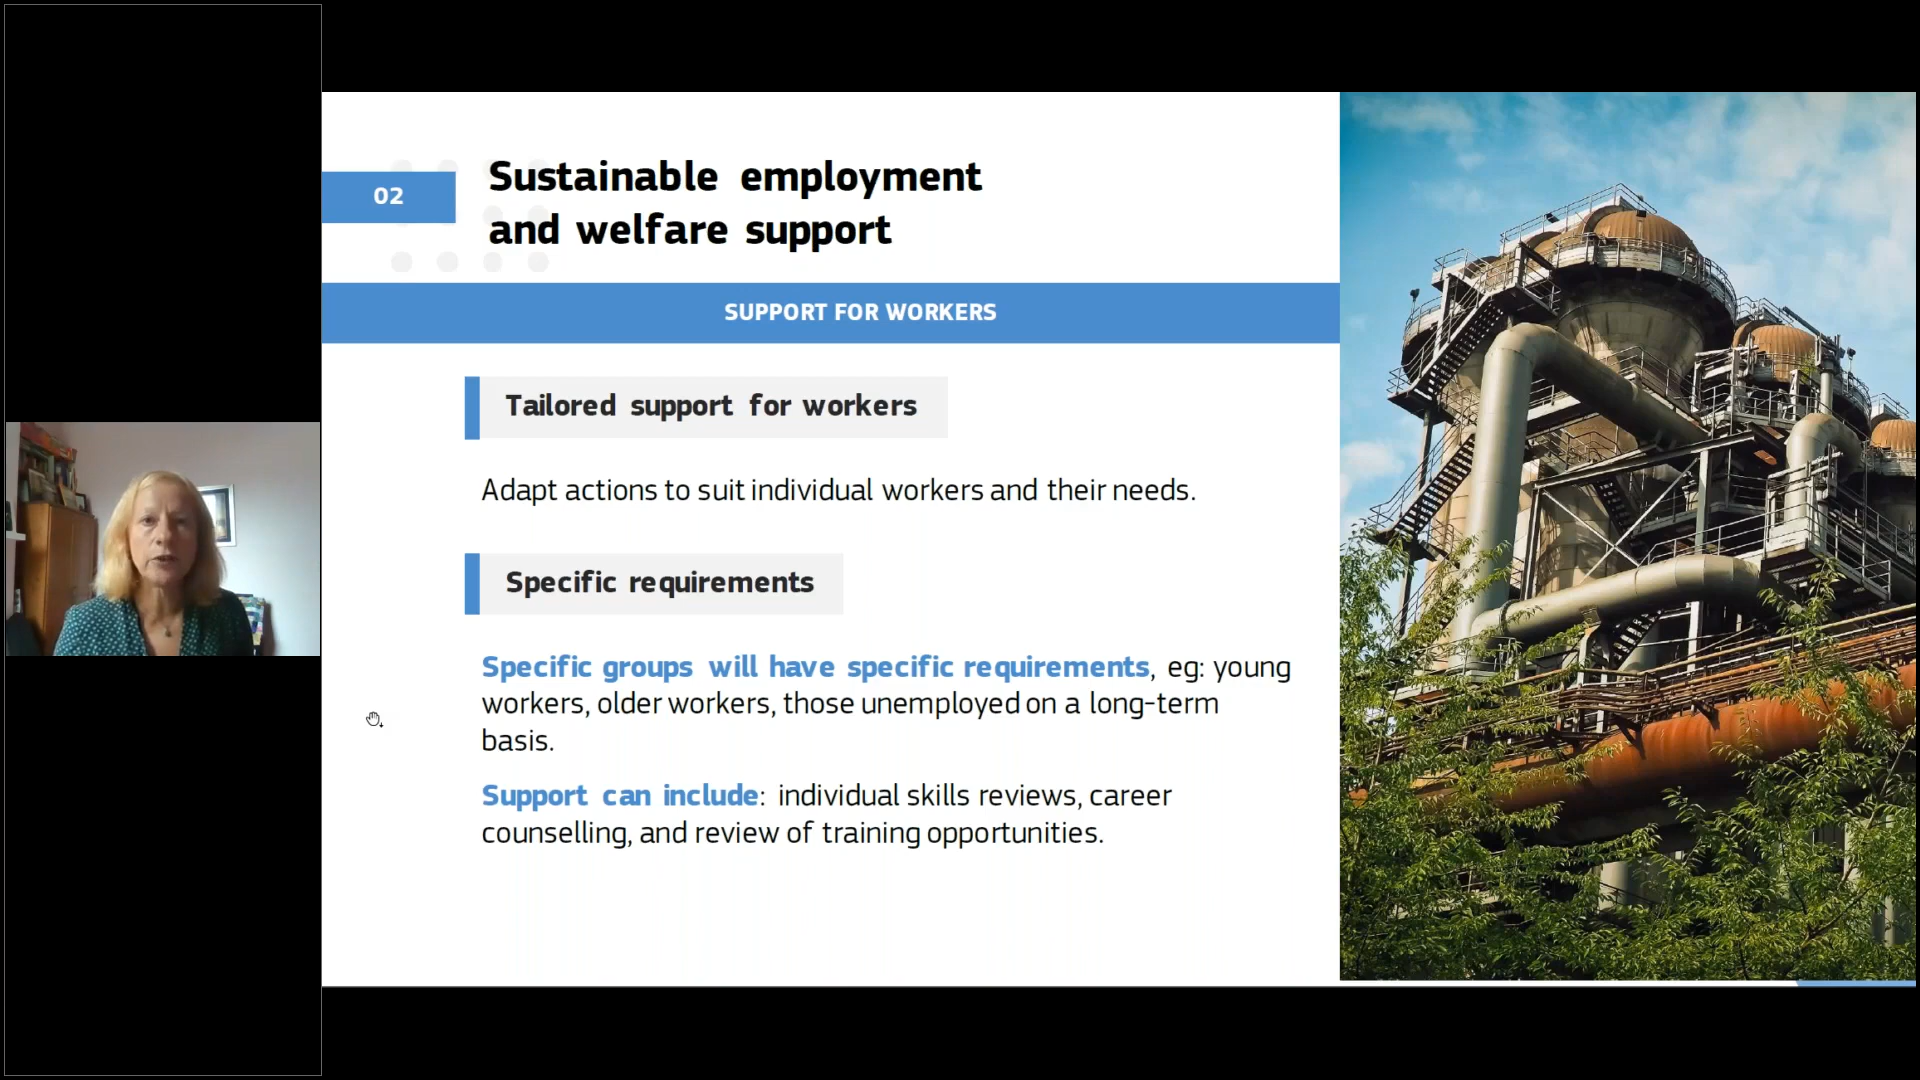 02
Sustainable employment
and welfare support
SUPPORT FOR WORKERS
Tailored support for workers
Adapt actions to suit individual workers and their needs.
Specific requirements
Specific groups will have specific requirements, eg: young
workers, older workers, those unemployed on a long-term
basis.
Support can include: individual skills reviews, career
counselling, and review of training opportunities.